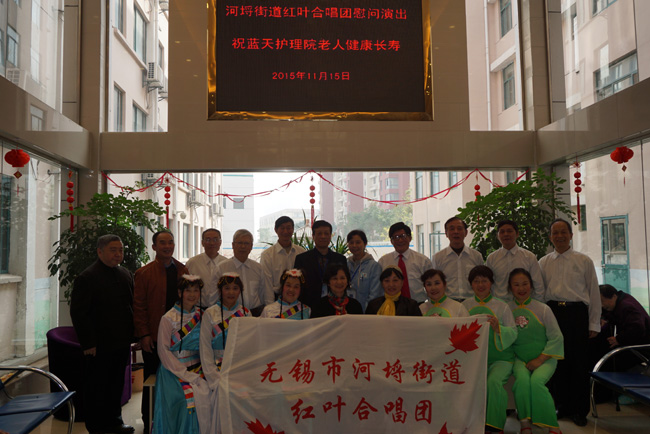 河埒街道红叶合唱团慰问演出
祝蓝天护理院老人健康长寿
2015年11月15日
无锡市河埒街道
红叶合唱团